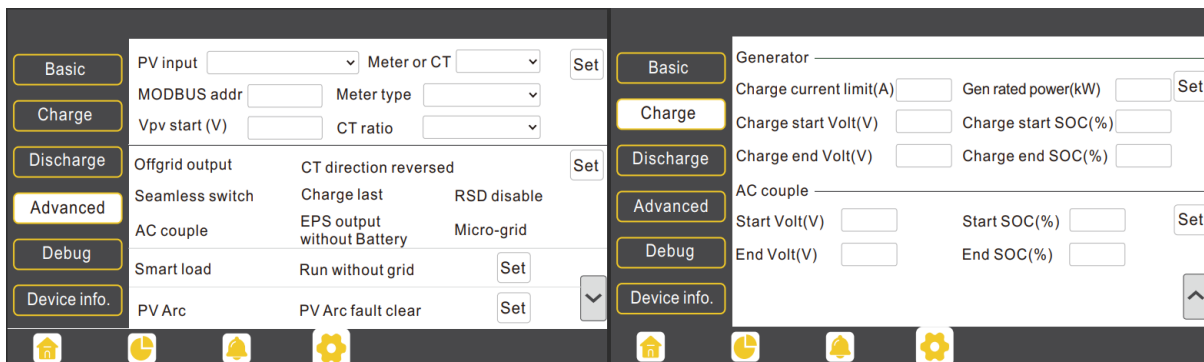 Basic
Charge
Discharge
Advanced
Debug
Device info.
PV input Meter or CT Set
MODBUS addr Meter type
Vpv start (V) CT ratio
Offgrid output CT direction reversed Set
Seamless switch Charge last RSD disable
AC couple EPS output without Battery Micro-grid
Smart load Run without grid Set
PV Arc PV Arc fault clear Set
Basic
Charge
Discharge
Advanced
Debug
Device info.
Generator
Charge current limit(A) Gen rated power(kW) Set
Charge start Volt(V) Charge start SOC(%)
Charge end Volt(V) Charge end SOC(%)
AC couple
Start Volt(V) Start SOC(%) Set
End Volt(V) End SOC(%)